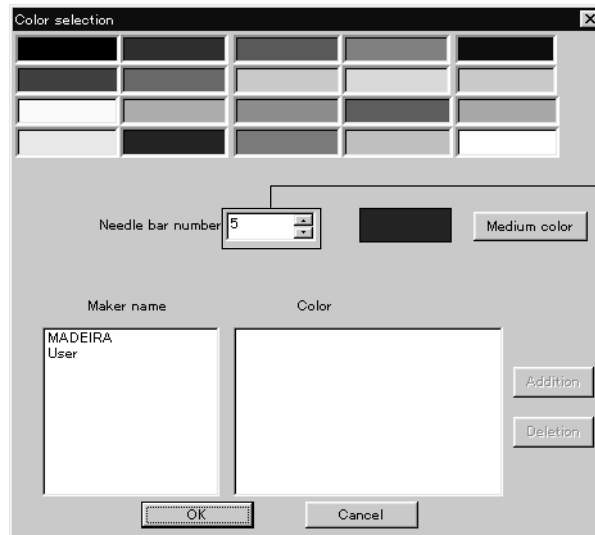 Color selection
Needle bar number 5 Medium color
Maker name Color
MADEIRA
User
Addition
Deletion
OK Cancel